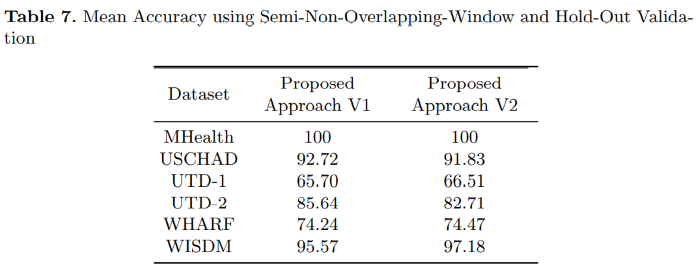 Table 7. Mean Accuracy using Semi-Non-Overlapping-Window and Hold-Out Valida-
tion
Dataset Proposed Approach V1 Proposed Approach V2
MHealth 100 100
USCHAD 92.72 91.83
UTD-1 65.70 66.51
UTD-2 85.64 82.71
WHARF 74.24 74.47
WISDM 95.57 97.18